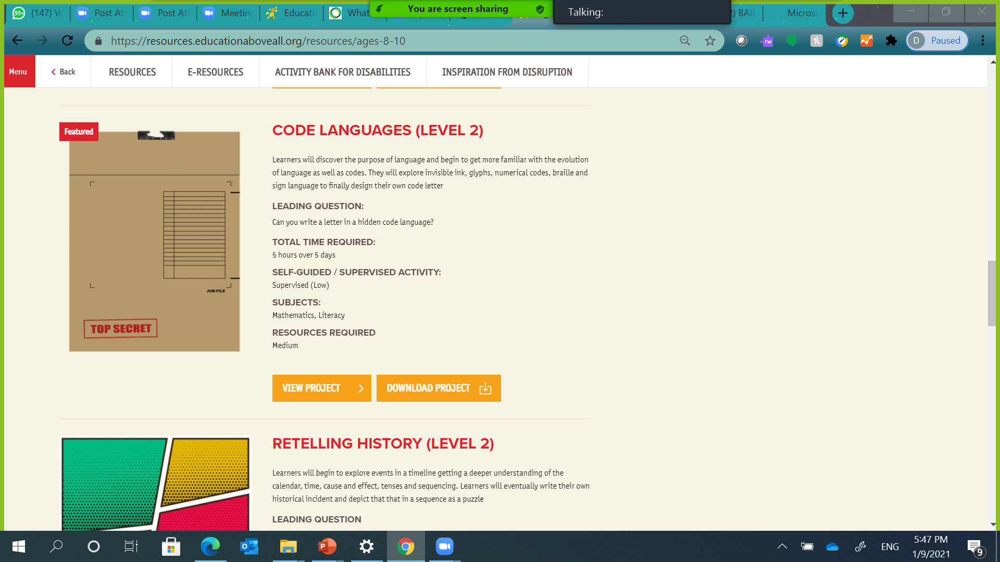 (147) W
Post Att
Post Att
Meeting
Educati
What
You are screen sharing
Talking:
BAIL
Microso
https://resources.educationaboveall.org/resources/ages-8-10
rw
D
Paused
Menu
Back
RESOURCES
E-RESOURCES
ACTIVITY BANK FOR DISABILITIES
INSPIRATION FROM DISRUPTION
Featured
JOB-FILE
TOP SECRET
CODE LANGUAGES (LEVEL 2)
Learners will discover the purpose of language and begin to get more familiar with the evolution
of language as well as codes. They will explore invisible ink, glyphs, numerical codes, braille and
sign language to finally design their own code letter
LEADING QUESTION:
Can you write a letter in a hidden code language?
TOTAL TIME REQUIRED:
5 hours over 5 days
SELF-GUIDED / SUPERVISED ACTIVITY:
Supervised (Low)
SUBJECTS:
Mathematics, Literacy
RESOURCES REQUIRED
Medium
VIEW PROJECT
DOWNLOAD PROJECT
RETELLING HISTORY (LEVEL 2)
Learners will begin to explore events in a timeline getting a deeper understanding of the
calendar, time, cause and effect, tenses and sequencing. Learners will eventually write their own
historical incident and depict that that in a sequence as a puzzle
LEADING QUESTION
ENG
5:47 PM
1/9/2021
9